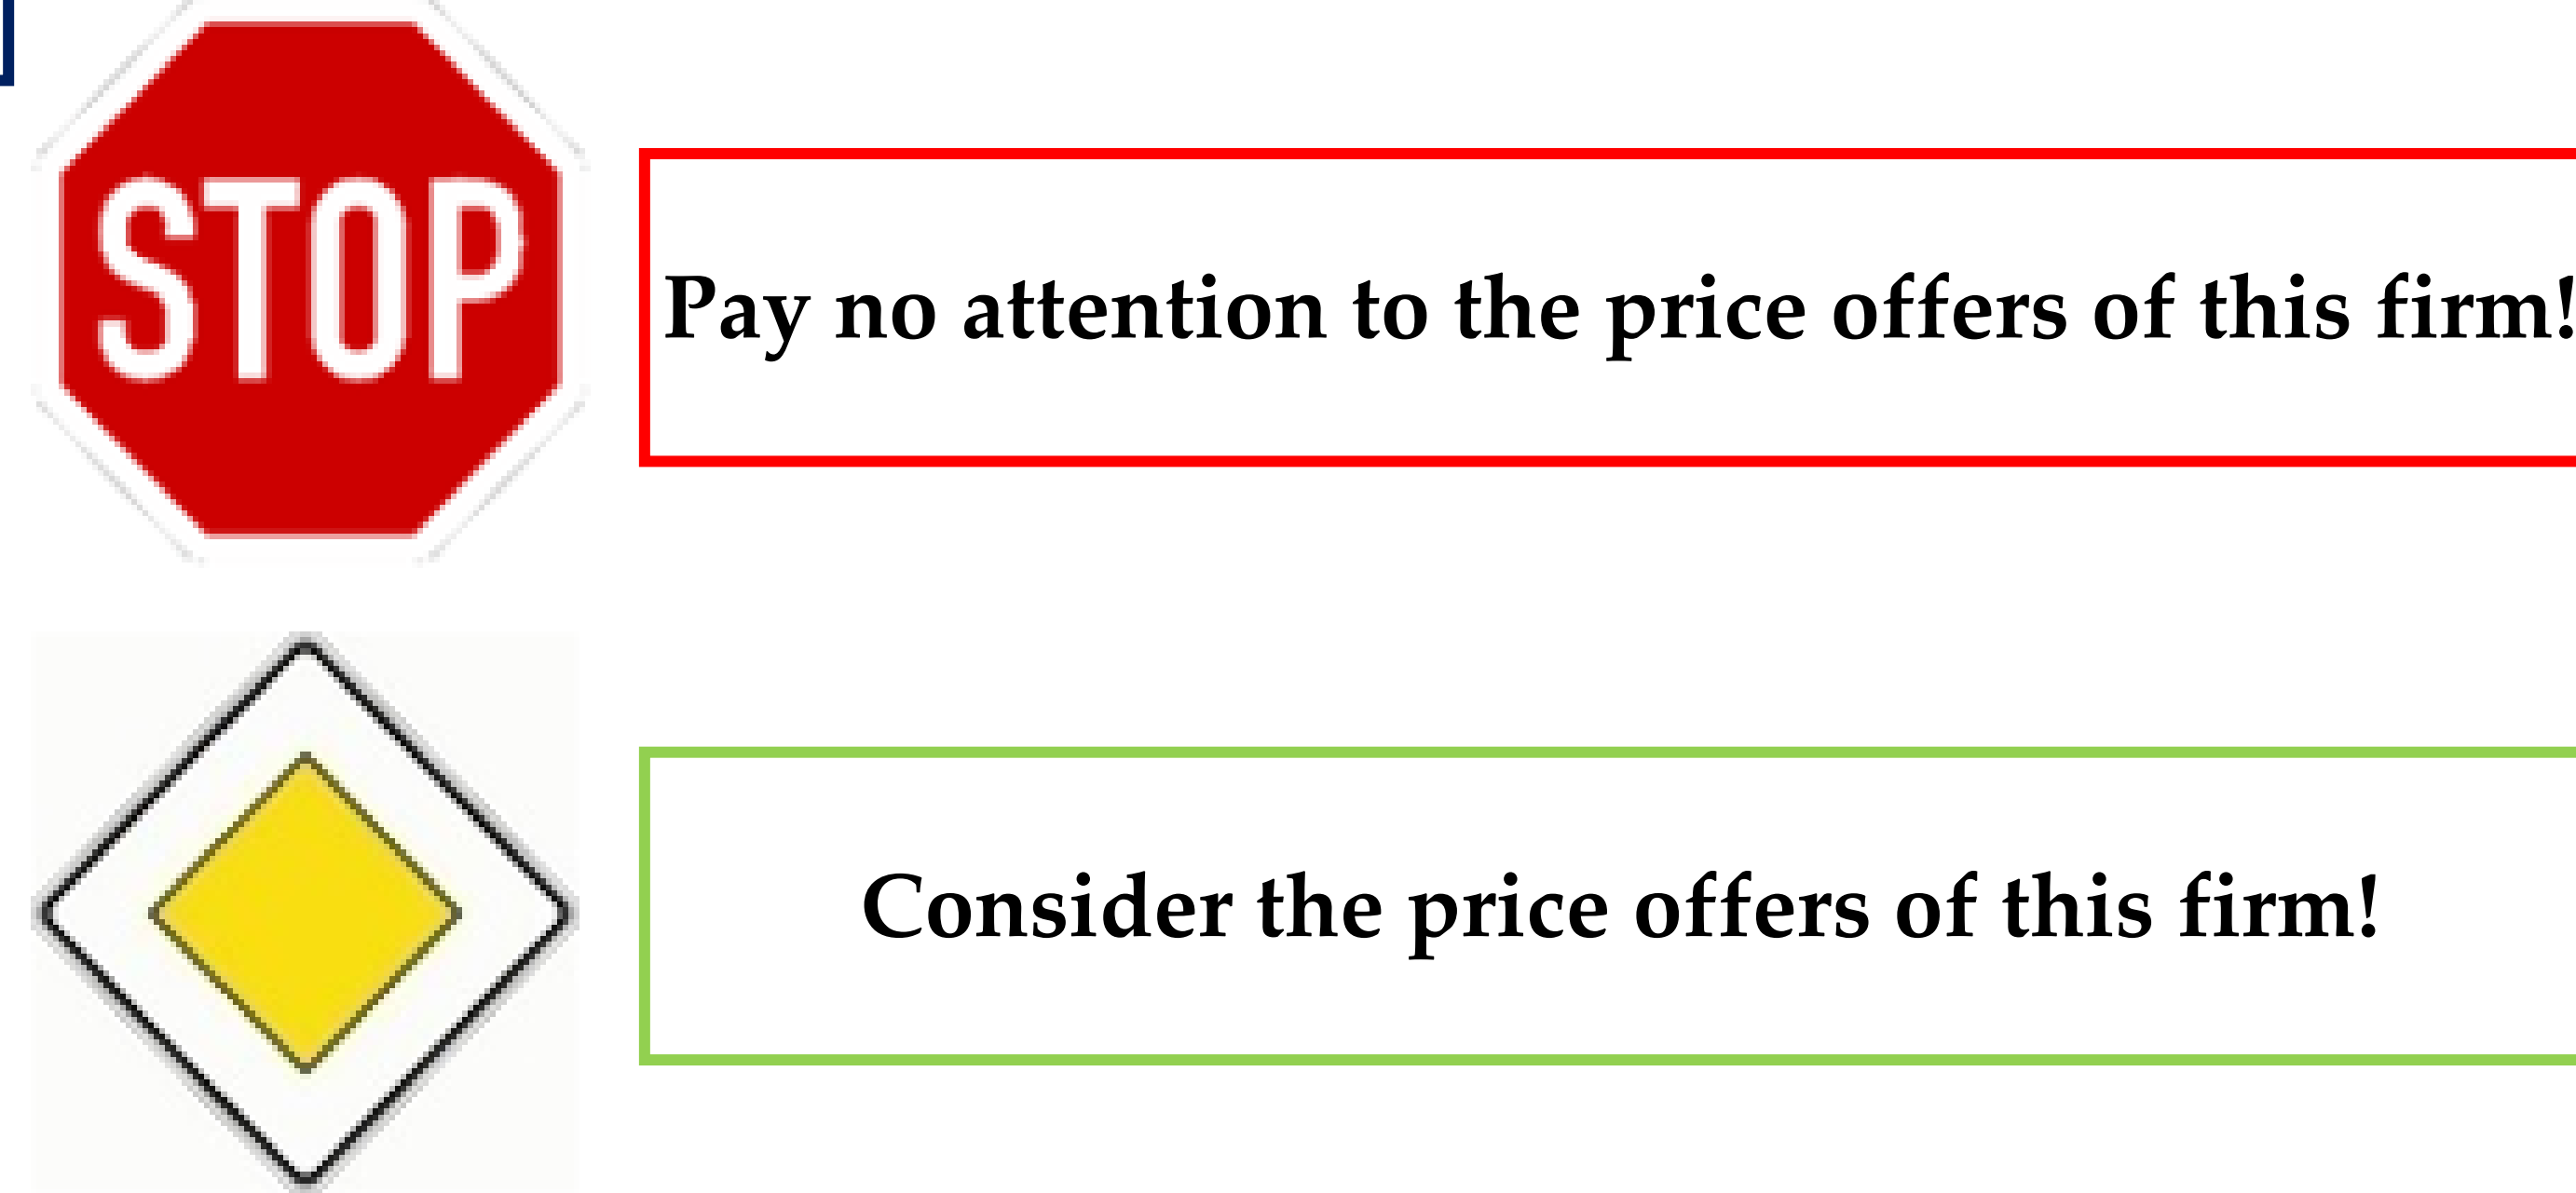 STOP
Pay no attention to the price offers of this firm!
Consider the price offers of this firm!